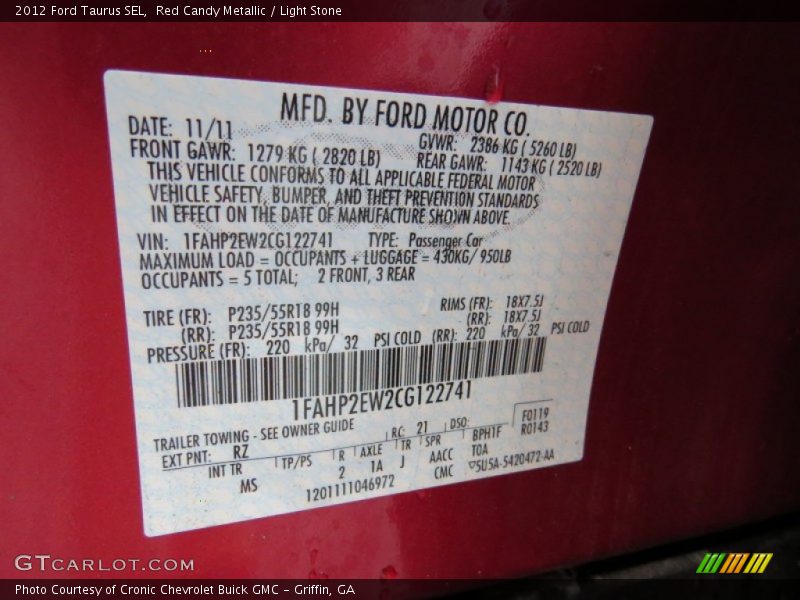 2012 Ford Taurus SEL,  Red Candy Metallic / Light Stone
MFD. BY FORD MOTOR CO.
DATE: 11/11
GVWR: 2386 KG ( 5260 LB)
FRONT GAWR: 1279 KG ( 2820 LB)
REAR GAWR: 1143 KG ( 2520 LB)
THIS VEHICLE CONFORMS TO ALL APPLICABLE FEDERAL MOTOR
VEHICLE SAFETY, BUMPER, AND THEFT PREVENTION STANDARDS
IN EFFECT ON THE DATE OF MANUFACTURE SHOWN ABOVE.
VIN: 1FAHP2EW2CG122741 TYPE: Passenger Car
MAXIMUM LOAD = OCCUPANTS + LUGGAGE = 430KG/ 950LB
OCCUPANTS = 5 TOTAL; 2 FRONT, 3 REAR
TIRE (FR): P235/55R18 99H RIMS (FR): 18X7.5J
(RR): P235/55R18 99H (RR): 18X7.5J
PRESSURE (FR): 220 kPa/ 32 PSI COLD (RR): 220 kPa/ 32 PSI COLD
1FAHP2EW2CG122741
TRAILER TOWING - SEE OWNER GUIDE
RC: 21 DSO:
F0119
R0143
EXT PNT: RZ
INT TR TP/PS R AXLE TR SPR BPH1F
MS 2 1A J AACC TOA
CMC ▽5U5A-5420472-AA
1201111046972
GTCARLOT.COM
Photo Courtesy of Cronic Chevrolet Buick GMC – Griffin, GA